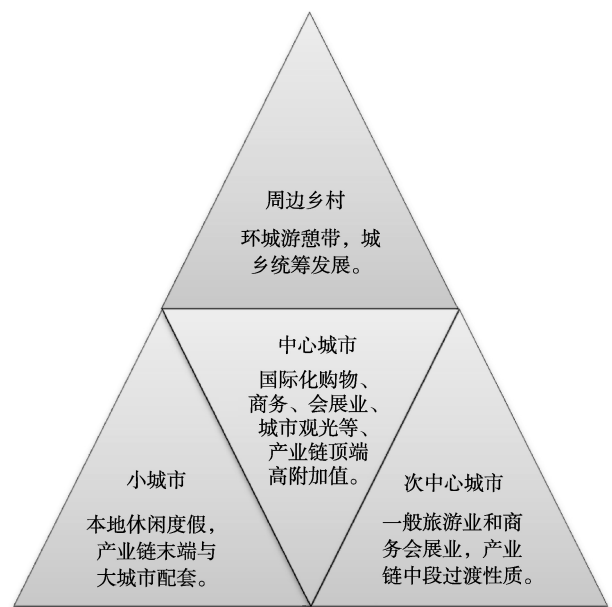 周边乡村
环城游憩带，城
乡统筹发展。
中心城市
国际化购物、
商务、会展业、
城市观光等、
产业链顶端
高附加值。
小城市
本地休闲度假，
产业链末端与
大城市配套。
次中心城市
一般旅游业和商
务会展业，产业
链中段过渡性质。